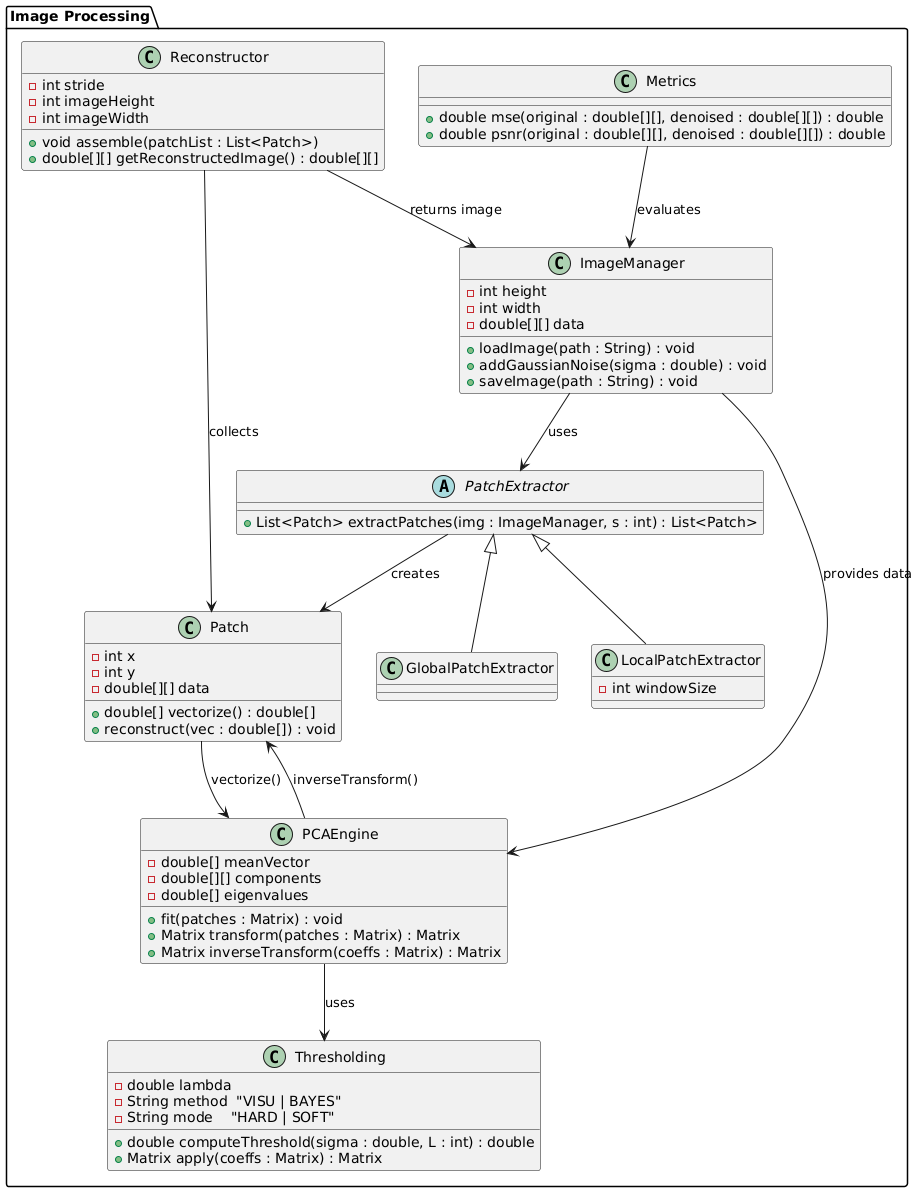 Image Processing
C Reconstructor
int stride
int imageHeight
int imageWidth
void assemble(patchList : List<Patch>)
double[][] getReconstructedImage() : double[][]
C Metrics
double mse(original : double[][], denoised : double[][]) : double
double psnr(original : double[][], denoised : double[][]) : double
returns image
evaluates
C ImageManager
int height
int width
double[][] data
loadImage(path : String) : void
addGaussianNoise(sigma : double) : void
saveImage(path : String) : void
collects
uses
A PatchExtractor
List<Patch> extractPatches(img : ImageManager, s : int) : List<Patch>
creates
provides data
C Patch
int x
int y
double[][] data
double[] vectorize() : double[]
reconstruct(vec : double[]) : void
C GlobalPatchExtractor
C LocalPatchExtractor
int windowSize
vectorize()
inverseTransform()
C PCAEngine
double[] meanVector
double[][] components
double[] eigenvalues
fit(patches : Matrix) : void
Matrix transform(patches : Matrix) : Matrix
Matrix inverseTransform(coeffs : Matrix) : Matrix
uses
C Thresholding
double lambda
String method "VISU | BAYES"
String mode "HARD | SOFT"
double computeThreshold(sigma : double, L : int) : double
Matrix apply(coeffs : Matrix) : Matrix